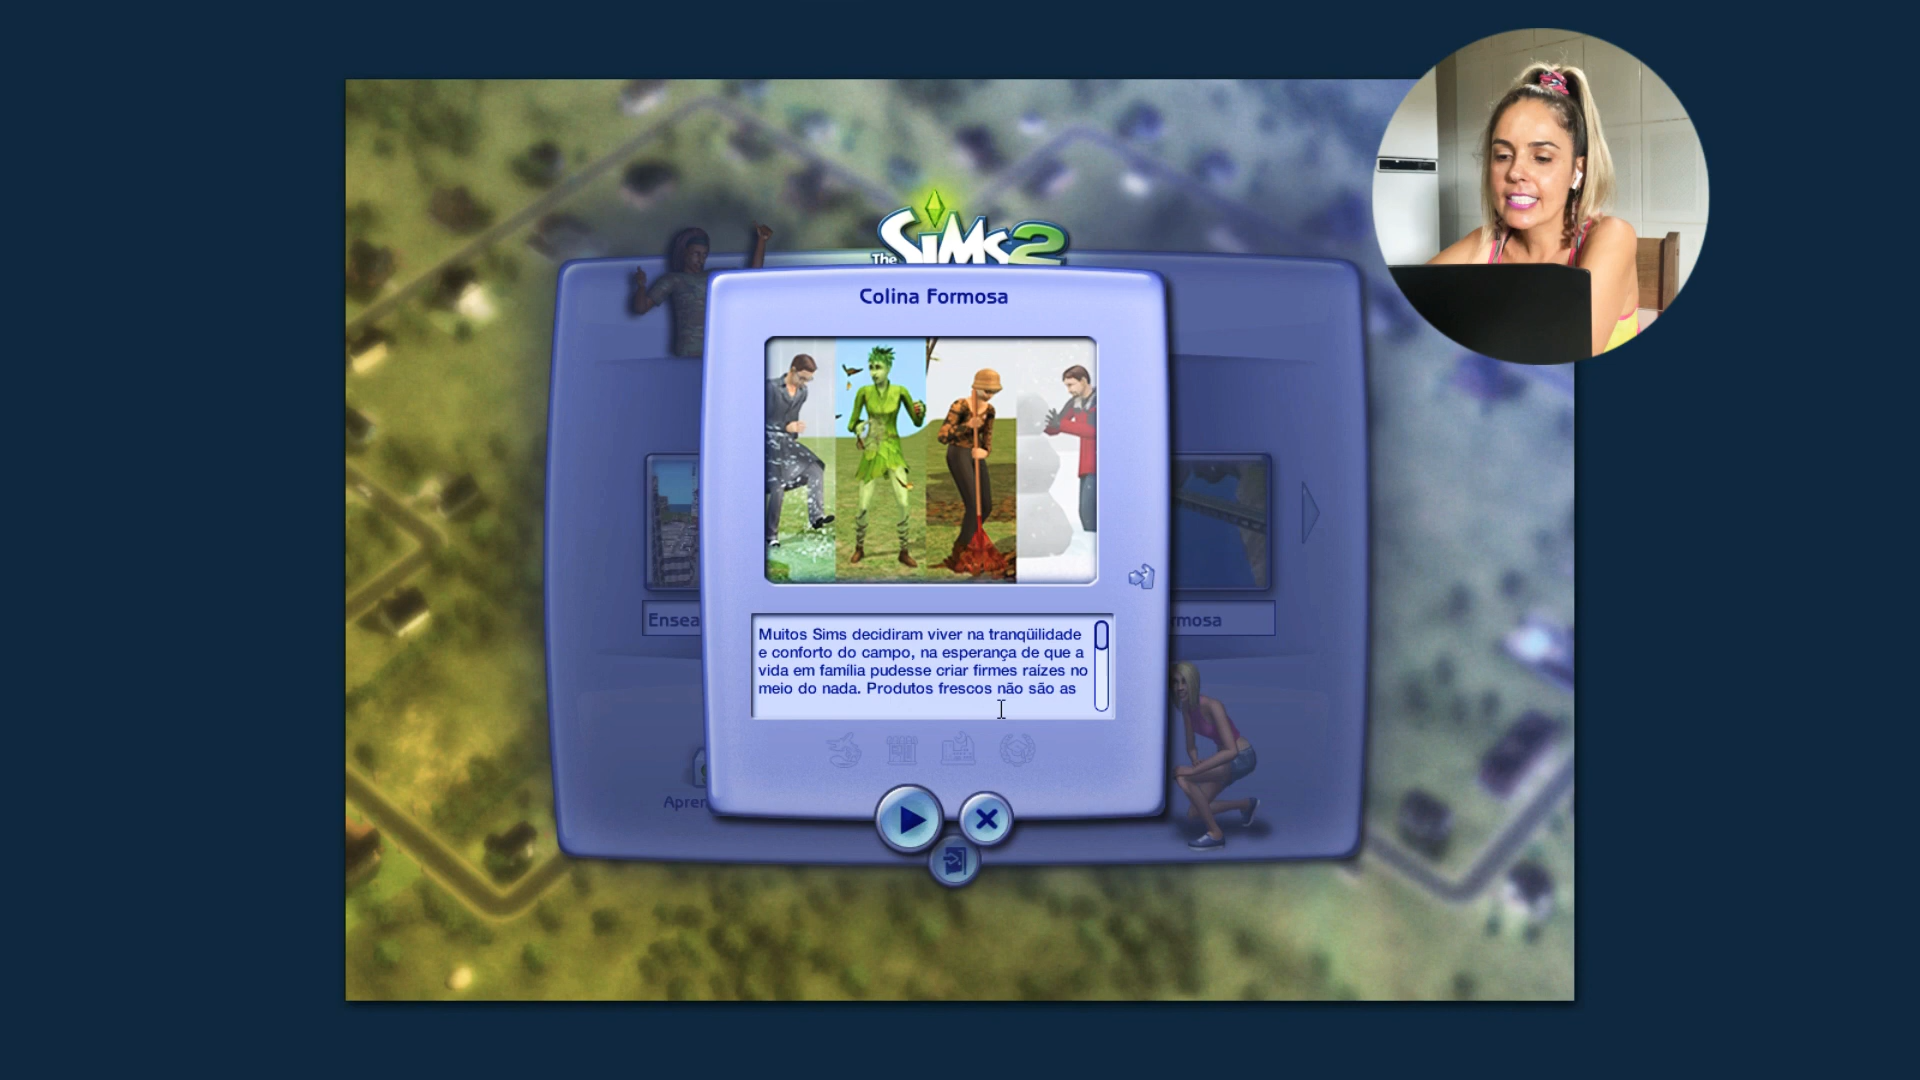 The Sims 2
Colina Formosa
Ensea
rmosa
Muitos Sims decidiram viver na tranqüilidade
e conforto do campo, na esperança de que a
vida em família pudesse criar firmes raízes no
meio do nada. Produtos frescos não são as
Apren